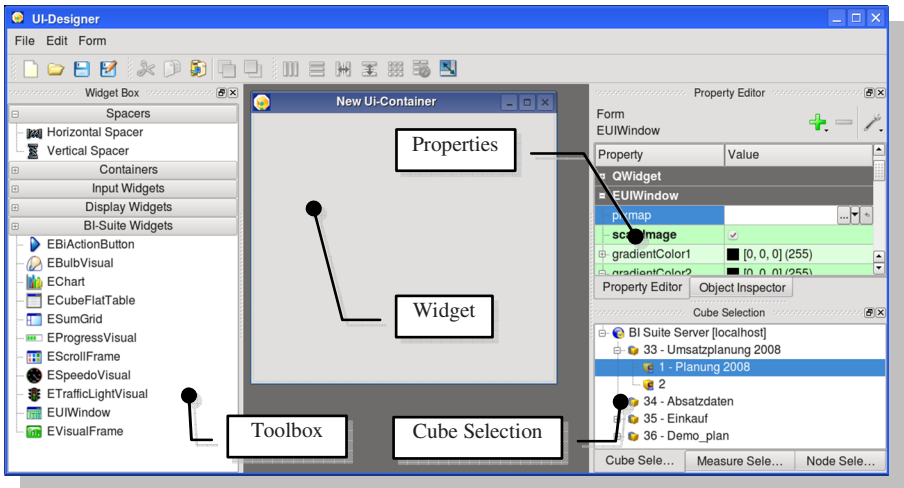 UI-Designer
File Edit Form
Widget Box
Spacers
Horizontal Spacer
Vertical Spacer
Containers
Input Widgets
Display Widgets
BI-Suite Widgets
EBiActionButton
EBulbVisual
EChart
ECubeFlatTable
ESumGrid
EProgressVisual
EScrollFrame
ESpeedoVisual
ETrafficLightVisual
EUIWindow
EVisualFrame
Toolbox
New Ui-Container
Properties
Widget
Cube Selection
Property Editor
Form
EUIWindow
Property Value
QWidget
EUIWindow
pixmap ...
gradientColor1 [0, 0, 0] (255)
gradientColor2 [0, 0, 0] (255)
Property Editor Object Inspector
Cube Selection
BI Suite Server [localhost]
33 - Umsatzplanung 2008
1 - Planung 2008
2
34 - Absatzdaten
35 - Einkauf
36 - Demo_plan
Cube Sele... Measure Sele... Node Sele...